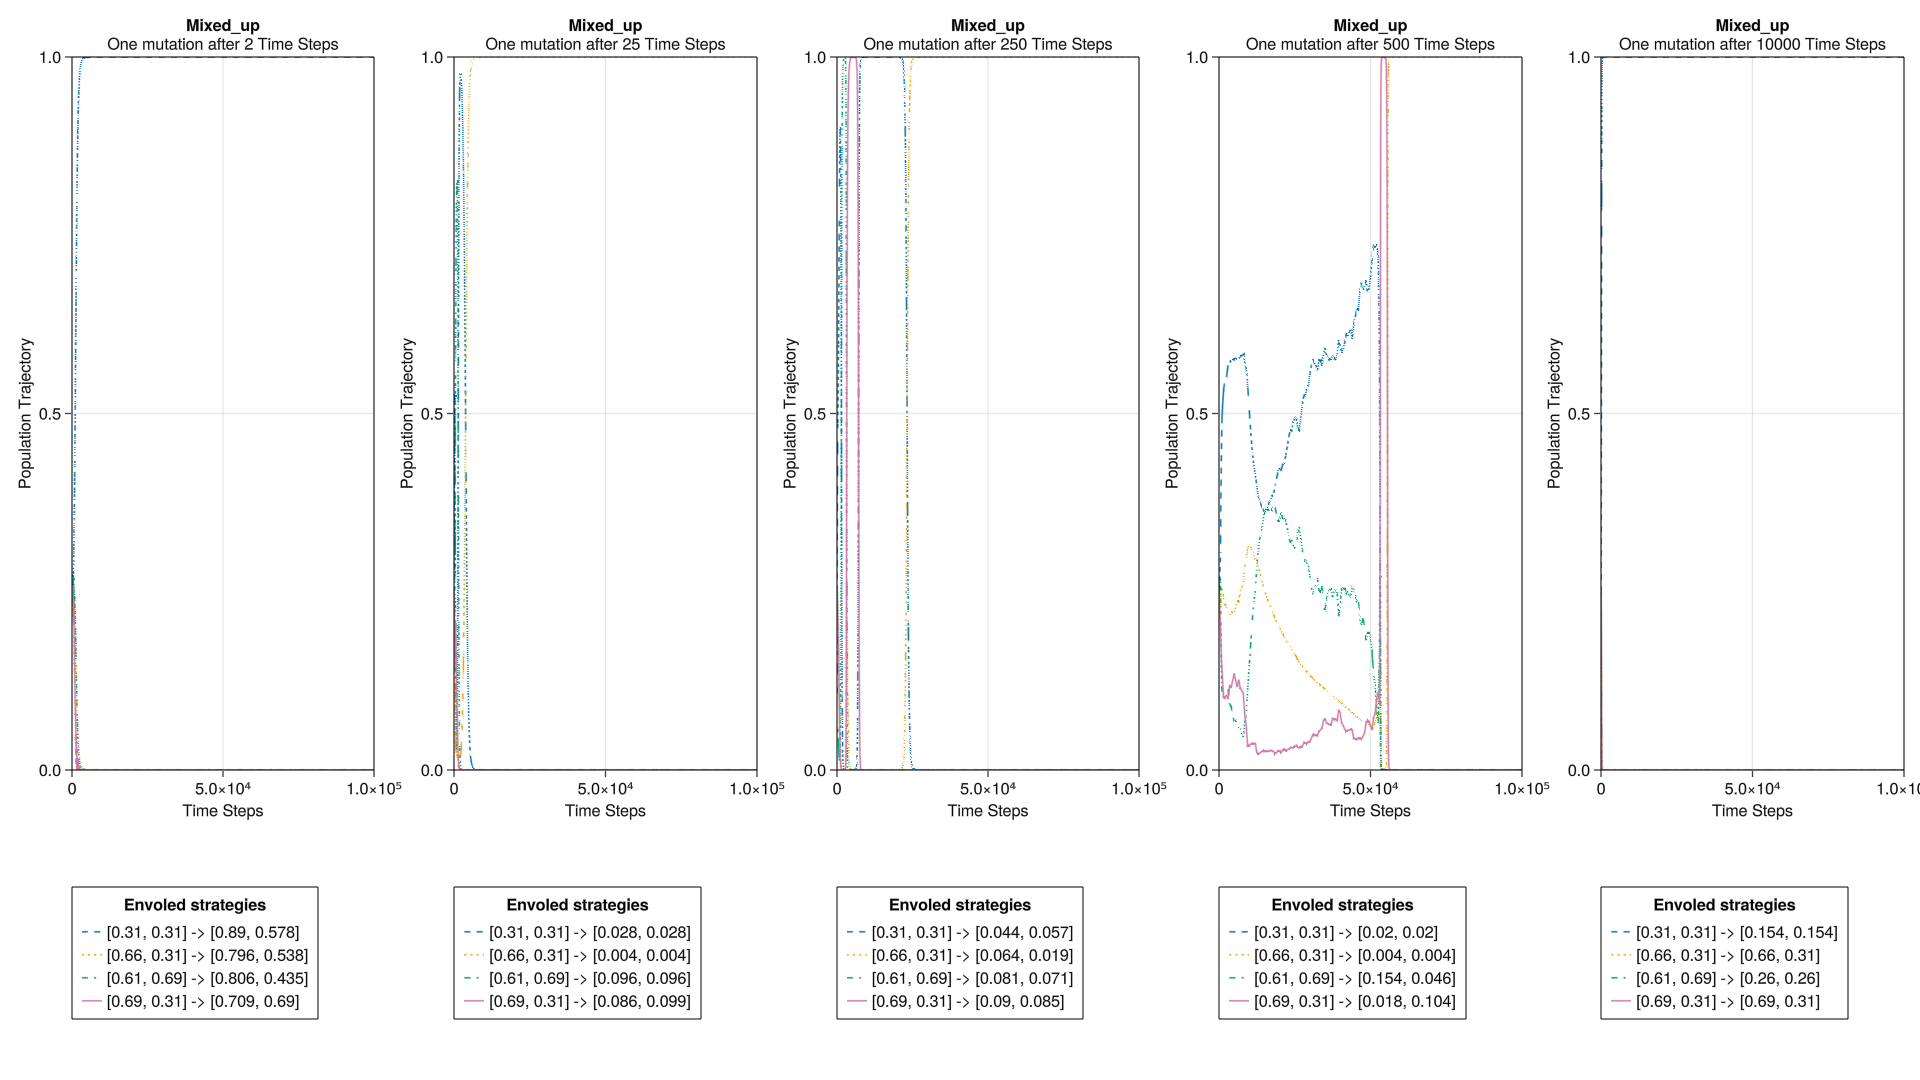 Mixed_up
One mutation after 2 Time Steps
1.0
0.5
0.0
Population Trajectory
0
5.0×10⁴
1.0×10⁵
Time Steps
Mixed_up
One mutation after 25 Time Steps
1.0
0.5
0.0
Population Trajectory
0
5.0×10⁴
1.0×10⁵
Time Steps
Mixed_up
One mutation after 250 Time Steps
1.0
0.5
0.0
Population Trajectory
0
5.0×10⁴
1.0×10⁵
Time Steps
Mixed_up
One mutation after 500 Time Steps
1.0
0.5
0.0
Population Trajectory
0
5.0×10⁴
1.0×10⁵
Time Steps
Mixed_up
One mutation after 10000 Time Steps
1.0
0.5
0.0
Population Trajectory
0
5.0×10⁴
Time Steps
Envoled strategies
[0.31, 0.31] -> [0.89, 0.578]
[0.66, 0.31] -> [0.796, 0.538]
[0.61, 0.69] -> [0.806, 0.435]
[0.69, 0.31] -> [0.709, 0.69]
Envoled strategies
[0.31, 0.31] -> [0.028, 0.028]
[0.66, 0.31] -> [0.004, 0.004]
[0.61, 0.69] -> [0.096, 0.096]
[0.69, 0.31] -> [0.086, 0.099]
Envoled strategies
[0.31, 0.31] -> [0.044, 0.057]
[0.66, 0.31] -> [0.064, 0.019]
[0.61, 0.69] -> [0.081, 0.071]
[0.69, 0.31] -> [0.09, 0.085]
Envoled strategies
[0.31, 0.31] -> [0.02, 0.02]
[0.66, 0.31] -> [0.004, 0.004]
[0.61, 0.69] -> [0.154, 0.046]
[0.69, 0.31] -> [0.018, 0.104]
Envoled strategies
[0.31, 0.31] -> [0.154, 0.154]
[0.66, 0.31] -> [0.66, 0.31]
[0.61, 0.69] -> [0.26, 0.26]
[0.69, 0.31] -> [0.69, 0.31]